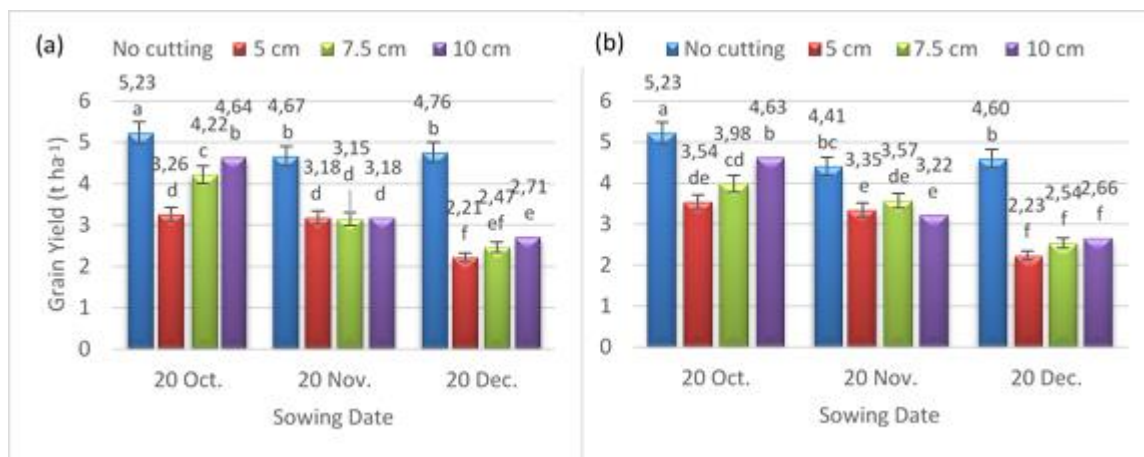 (a)
No cutting 5 cm 7.5 cm 10 cm
Grain Yield (t ha⁻¹)
6
5
4
3
2
1
0
5,23
a
3,26
d
4,22
c
4,64
b
4,67
b
3,18
d
3,15
d
3,18
d
4,76
b
2,21
f
2,47
ef
2,71
e
20 Oct. 20 Nov. 20 Dec.
Sowing Date
(b)
No cutting 5 cm 7.5 cm 10 cm
6
5
4
3
2
1
0
5,23
a
3,54
de
3,98
cd
4,63
b
4,41
bc
3,35
e
3,57
de
3,22
e
4,60
b
2,23
f
2,54
f
2,66
f
20 Oct. 20 Nov. 20 Dec.
Sowing Date